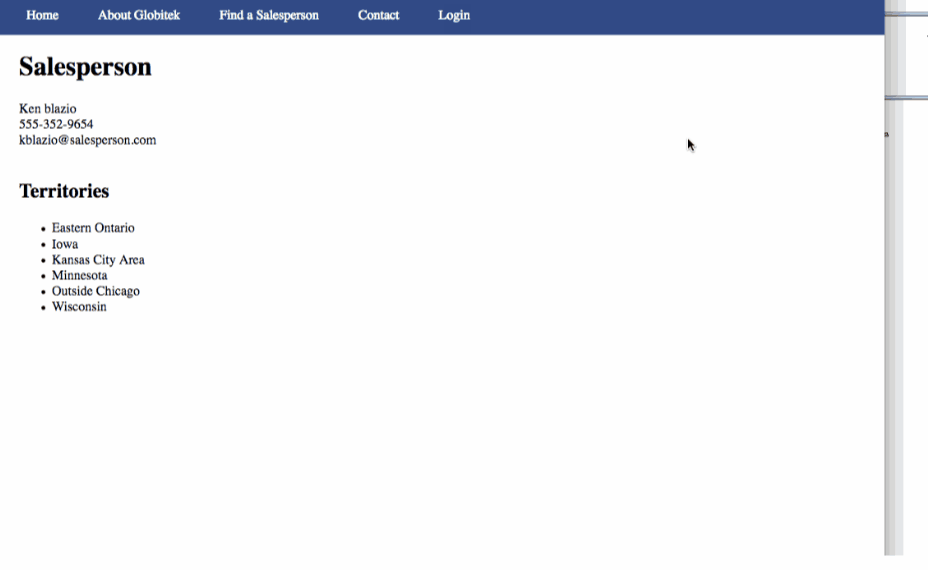 Home About Globitek Find a Salesperson Contact Login
Salesperson
Ken blazio
555-352-9654
kblazio@salesperson.com
Territories
• Eastern Ontario
• Iowa
• Kansas City Area
• Minnesota
• Outside Chicago
• Wisconsin